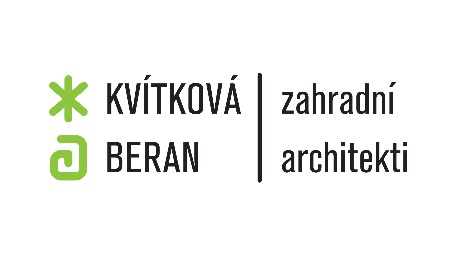 KVÍTKOVÁ
BERAN
zahradní
architekti